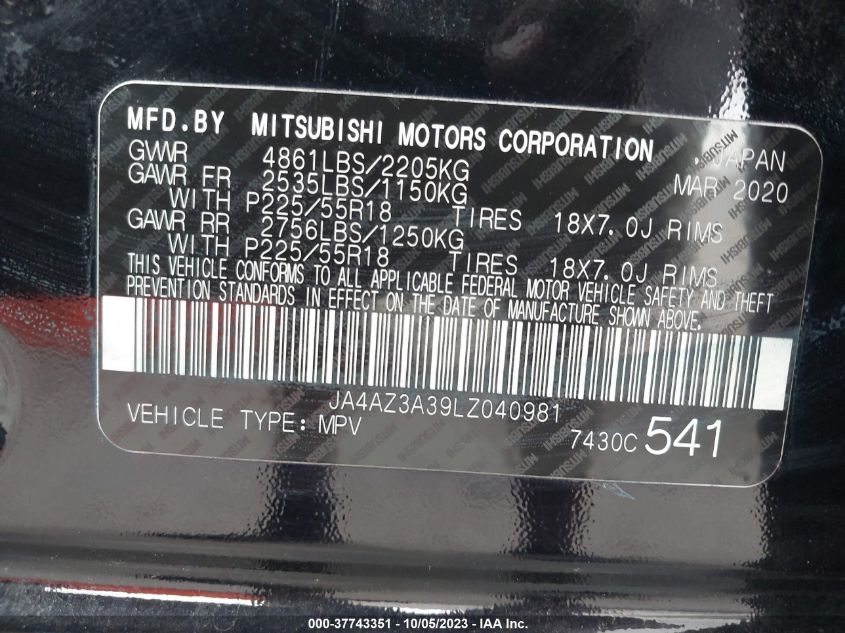 MFD.BY MITSUBISHI MOTORS CORPORATION . JAPAN
GVWR 4861LBS/2205KG MAR 2020
GAWR FR 2535LBS/1150KG
WITH P225/55R18 TIRES 18X7.0J RIMS
GAWR RR 2756LBS/1250KG
WITH P225/55R18 TIRES 18X7.0J RIMS
THIS VEHICLE CONFORMS TO ALL APPLICABLE FEDERAL MOTOR VEHICLE SAFETY AND THEFT
PREVENTION STANDARDS IN EFFECT ON THE DATE OF MANUFACTURE SHOWN ABOVE.
JA4AZ3A39LZ040981
VEHICLE TYPE: MPV 7430C 541
000-37743351 - 10/05/2023 - IAA Inc.